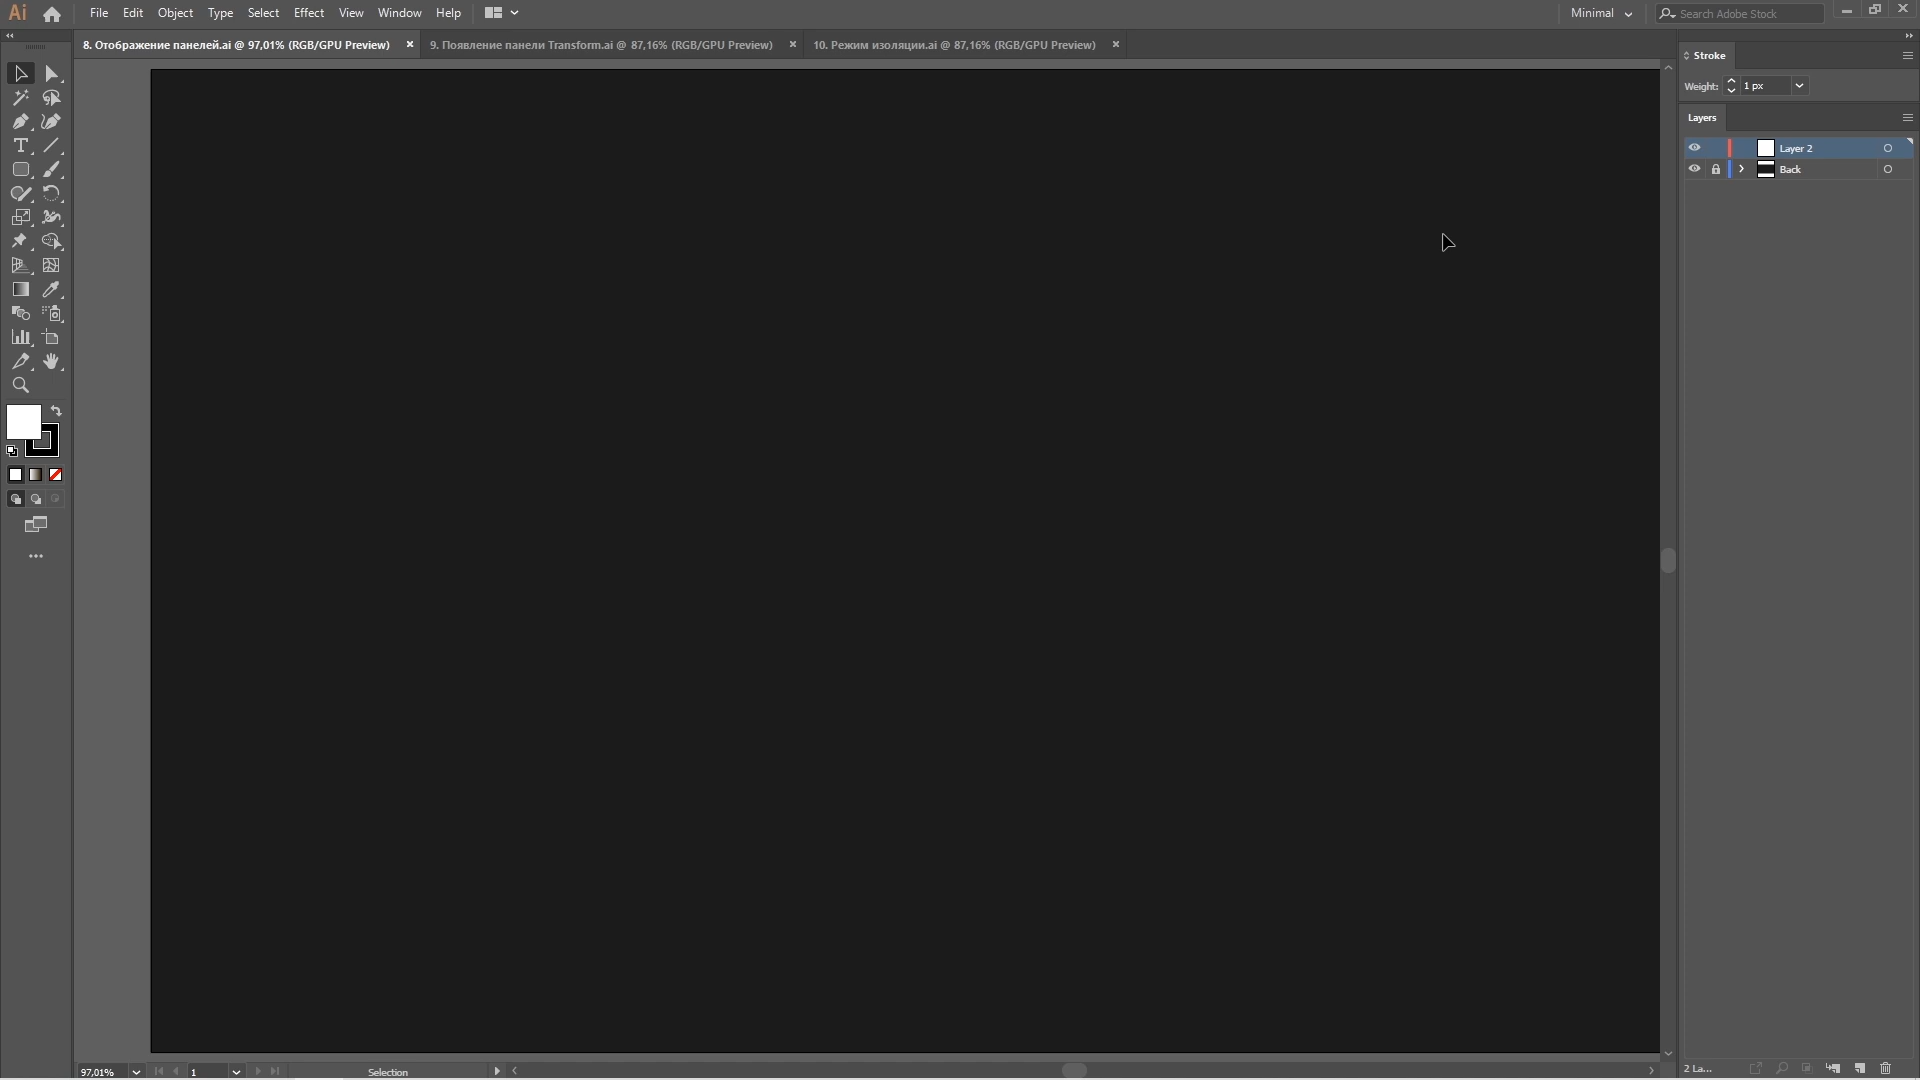 Ai File Edit Object Type Select Effect View Window Help Minimal Search Adobe Stock
8. Отображение панелей.ai @ 97,01% (RGB/GPU Preview) 9. Появление панели Transform.ai @ 87,16% (RGB/GPU Preview) 10. Режим изоляции.ai @ 87,16% (RGB/GPU Preview)
Stroke
Weight: 1 px
Layers
Layer 2
Back
97,01% 1 Selection 2 La...